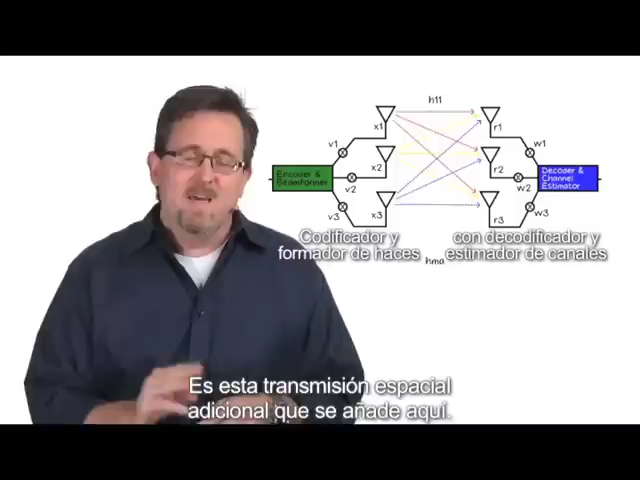 h11
x1
r1
v1
w1
Encoder &
Beamformer
x2
v2
r2
w2
Decoder &
Channel
Estimator
v3
x3
r3
w3
Codificador y
formador de haces
con decodificador y
estimador de canales
Es esta transmisión espacial
adicional que se añade aquí.